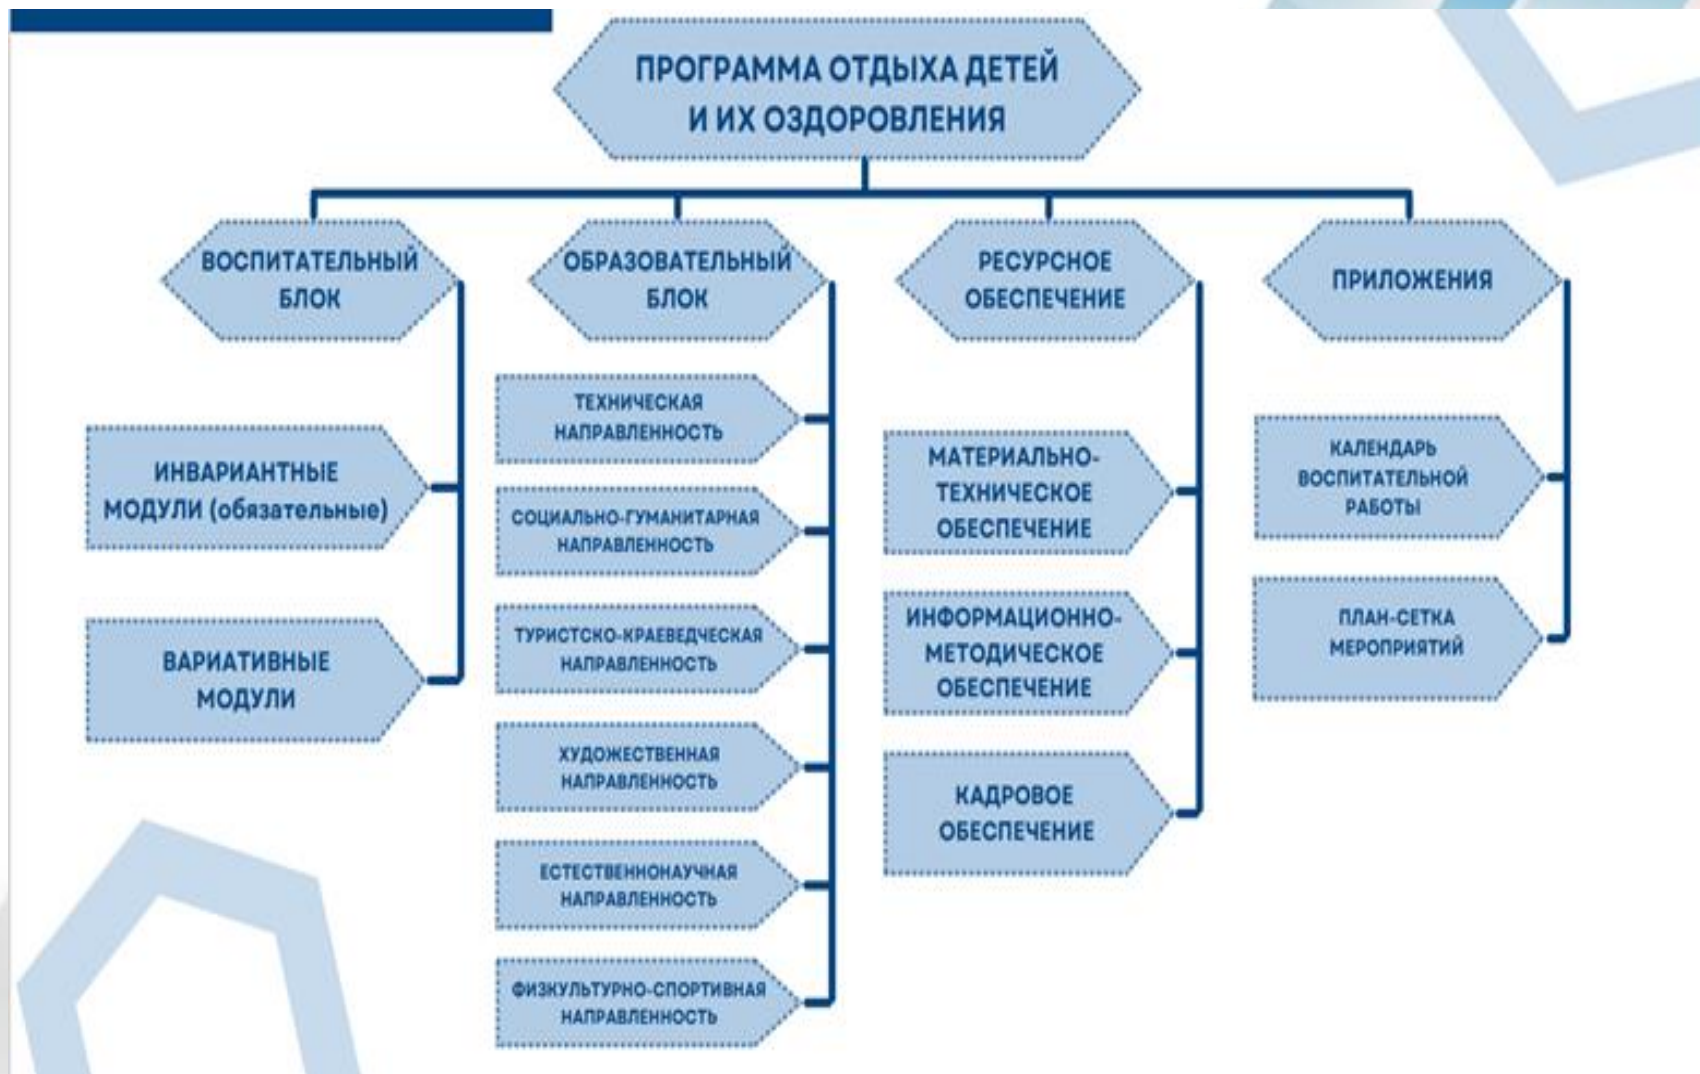 ПРОГРАММА ОТДЫХА ДЕТЕЙ
И ИХ ОЗДОРОВЛЕНИЯ
ВОСПИТАТЕЛЬНЫЙ
БЛОК
ИНВАРИАНТНЫЕ
МОДУЛИ (обязательные)
ВАРИАТИВНЫЕ
МОДУЛИ
ОБРАЗОВАТЕЛЬНЫЙ
БЛОК
ТЕХНИЧЕСКАЯ
НАПРАВЛЕННОСТЬ
СОЦИАЛЬНО-ГУМАНИТАРНАЯ
НАПРАВЛЕННОСТЬ
ТУРИСТСКО-КРАЕВЕДЧЕСКАЯ
НАПРАВЛЕННОСТЬ
ХУДОЖЕСТВЕННАЯ
НАПРАВЛЕННОСТЬ
ЕСТЕСТВЕННОНАУЧНАЯ
НАПРАВЛЕННОСТЬ
ФИЗКУЛЬТУРНО-СПОРТИВНАЯ
НАПРАВЛЕННОСТЬ
РЕСУРСНОЕ
ОБЕСПЕЧЕНИЕ
МАТЕРИАЛЬНО-
ТЕХНИЧЕСКОЕ
ОБЕСПЕЧЕНИЕ
ИНФОРМАЦИОННО-
МЕТОДИЧЕСКОЕ
ОБЕСПЕЧЕНИЕ
КАДРОВОЕ
ОБЕСПЕЧЕНИЕ
ПРИЛОЖЕНИЯ
КАЛЕНДАРЬ
ВОСПИТАТЕЛЬНОЙ
РАБОТЫ
ПЛАН-СЕТКА
МЕРОПРИЯТИЙ